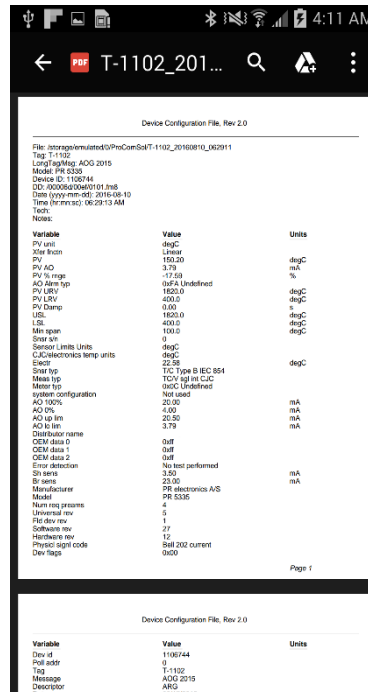 4:11 AM
PDF T-1102_201...
Device Configuration File, Rev 2.0
File: /storage/emulated/0/ProComSol/T-1102_20160810_062911
Tag: T-1102
LongTag/Msg: AOG 2015
Model: PR 5335
Device ID: 1106744
DD: /00006d/00ef/0101.fm8
Date (yyyy-mm-dd): 2016-08-10
Time (hr:mn:sc): 06:29:13 AM
Tech:
Notes:
Variable Value Units
PV unit degC
Xfer fnctn Linear
PV 150.20 degC
PV AO 3.79 mA
PV % rnge -17.59 %
AO Alrm typ 0xFA Undefined
PV URV 1820.0 degC
PV LRV 400.0 degC
PV Damp 0.00 s
USL 1820.0 degC
LSL 400.0 degC
Min span 100.0 degC
Snsr s/n 0
Sensor Limits Units degC
CJC/electronics temp units degC
Electr 22.58 degC
Snsr typ T/C Type B IEC 854
Meas typ TC/V sgl int CJC
Meter typ 0x0C Undefined
system configuration Not used
AO 100% 20.00 mA
AO 0% 4.00 mA
AO up lim 20.50 mA
AO lo lim 3.79 mA
Distributor name
OEM data 0 0xff
OEM data 1 0xff
OEM data 2 0xff
Error detection No test performed
Sh sens 3.50 mA
Br sens 23.00 mA
Manufacturer PR electronics A/S
Model PR 5335
Num req preams 4
Universal rev 5
Fld dev rev 1
Software rev 27
Hardware rev 12
Physicl signl code Bell 202 current
Dev flags 0x00
Page 1
Device Configuration File, Rev 2.0
Variable Value Units
Dev id 1106744
Poll addr 0
Tag T-1102
Message AOG 2015
Descriptor ARG